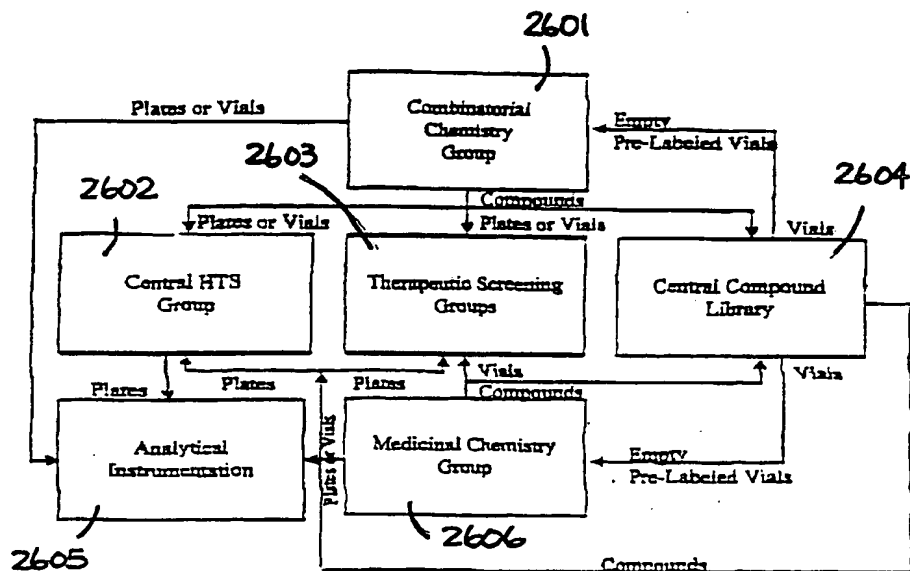 2601
Plates or Vials
Combinatorial
Chemistry
Group
Empty
Pre-Labeled Vials
2603
2602
2604
Compounds
Plates or Vials
Plates or Vials
Vials
Central HTS
Group
Therapeutic Screening
Groups
Central Compound
Library
Plates
Plates
Plates
Vials
Compounds
Vials
Analytical
Instrumentation
Plates or Vials
Medicinal Chemistry
Group
Empty
Pre-Labeled Vials
2605
2606
Compounds